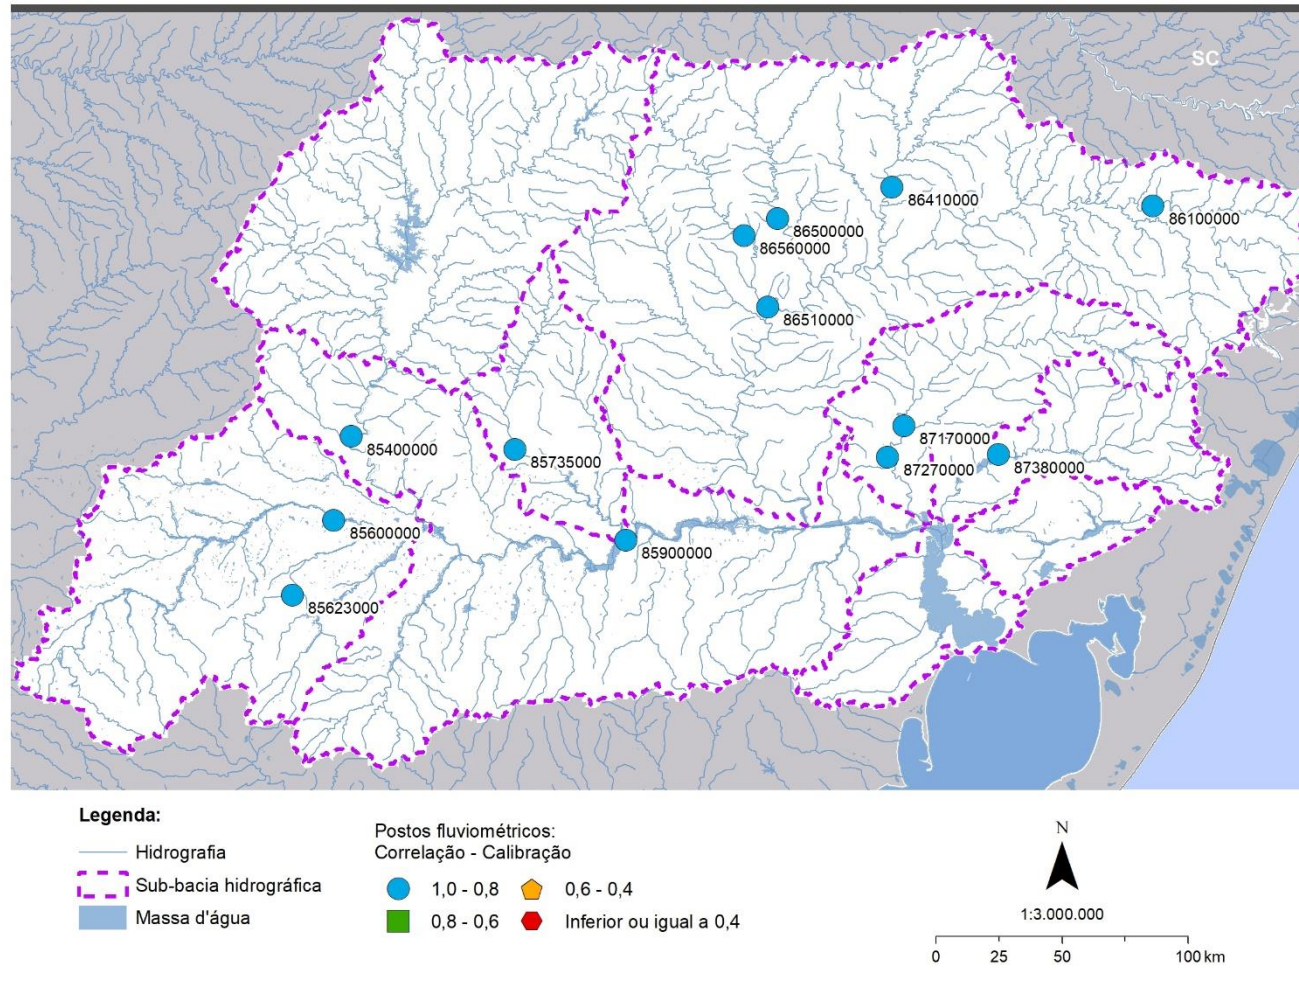 SC
86410000
86100000
86500000
86560000
86510000
87170000
85400000
85735000
87270000
87380000
85600000
85900000
85623000
Legenda:
Hidrografia
Sub-bacia hidrográfica
Massa d'água
Postos fluviométricos:
Correlação - Calibração
1,0 - 0,8
0,6 - 0,4
0,8 - 0,6
Inferior ou igual a 0,4
N
1:3.000.000
0 25 50 100 km